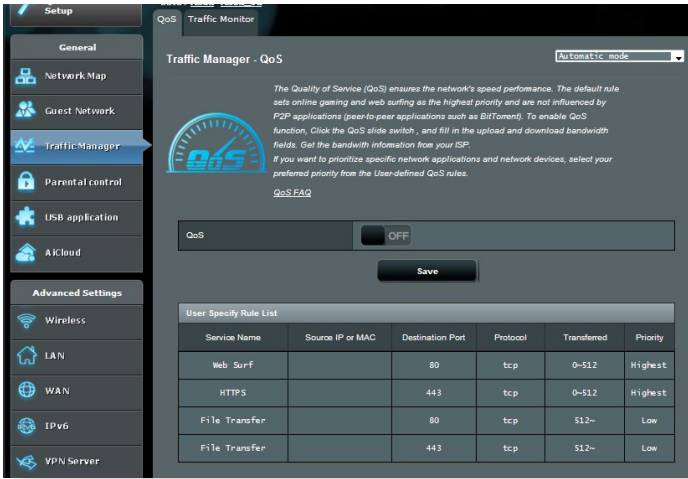 Setup
QoS Traffic Monitor
General
Network Map
Guest Network
Traffic Manager
Parental control
USB application
AiCloud
Advanced Settings
Wireless
LAN
WAN
IPv6
VPN Server
Traffic Manager - QoS
Automatic mode
The Quality of Service (QoS) ensures the network's speed perfomance. The default rule
sets online gaming and web surfing as the highest priority and are not influenced by
P2P applications (peer-to-peer applications such as BitTorrent). To enable QoS
function, Click the QoS slide switch , and fill in the upload and download bandwidth
fields. Get the bandwith information from your ISP.
If you want to prioritize specific network applications and network devices, select your
preferred priority from the User-defined QoS rules.
QoS FAQ
QoS
QoS OFF
Save
User Specify Rule List
Service Name Source IP or MAC Destination Port Protocol Transferred Priority
Web Surf 80 tcp 0~512 Highest
HTTPS 443 tcp 0~512 Highest
File Transfer 80 tcp 512~ Low
File Transfer 443 tcp 512~ Low